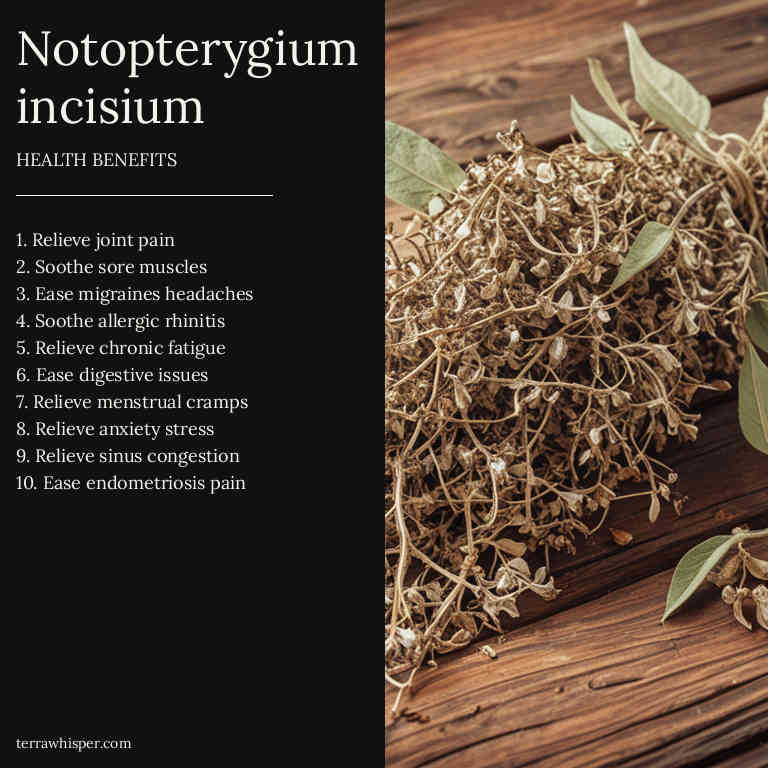 Notopterygium
incisium
HEALTH BENEFITS
1. Relieve joint pain
2. Soothe sore muscles
3. Ease migraines headaches
4. Soothe allergic rhinitis
5. Relieve chronic fatigue
6. Ease digestive issues
7. Relieve menstrual cramps
8. Relieve anxiety stress
9. Relieve sinus congestion
10. Ease endometriosis pain
terrawhisper.com